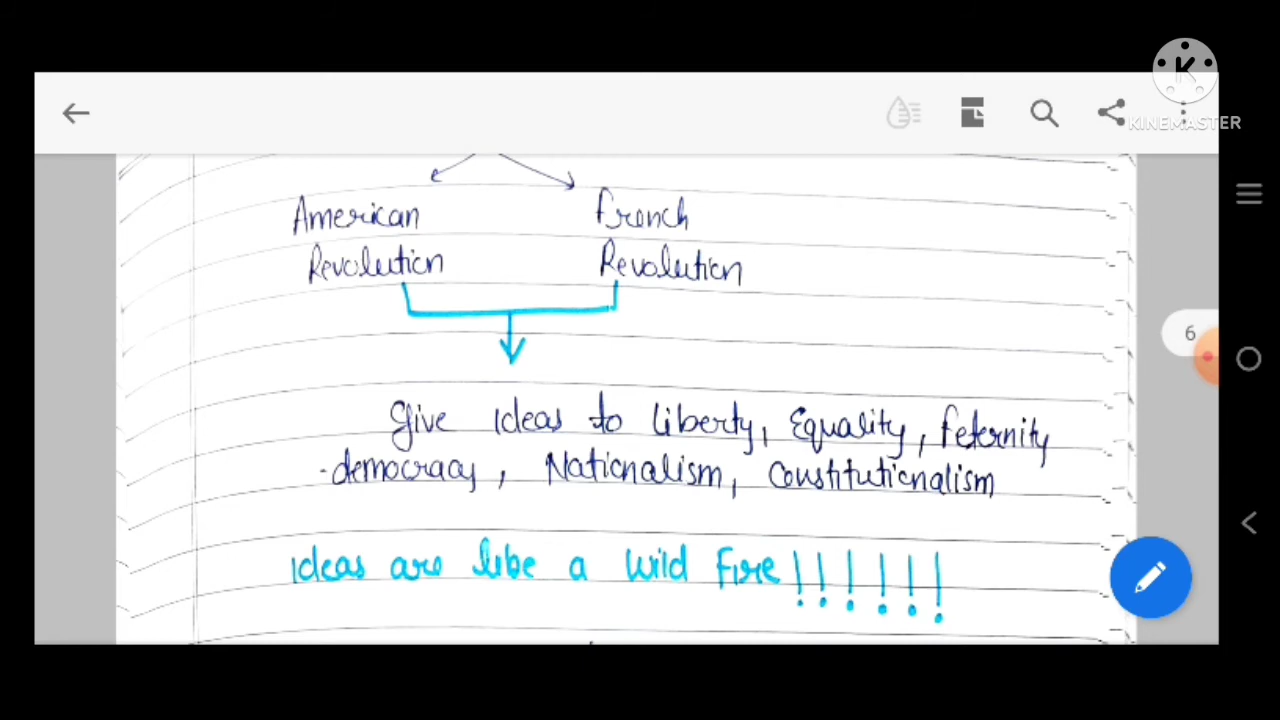 KINEMASTER
American French
Revolution Revolution
6
Give Ideas to liberty, Equality, Feternity
-democracy, Nationalism, Constitutionalism
Ideas are like a Wild Fire!!!!!!